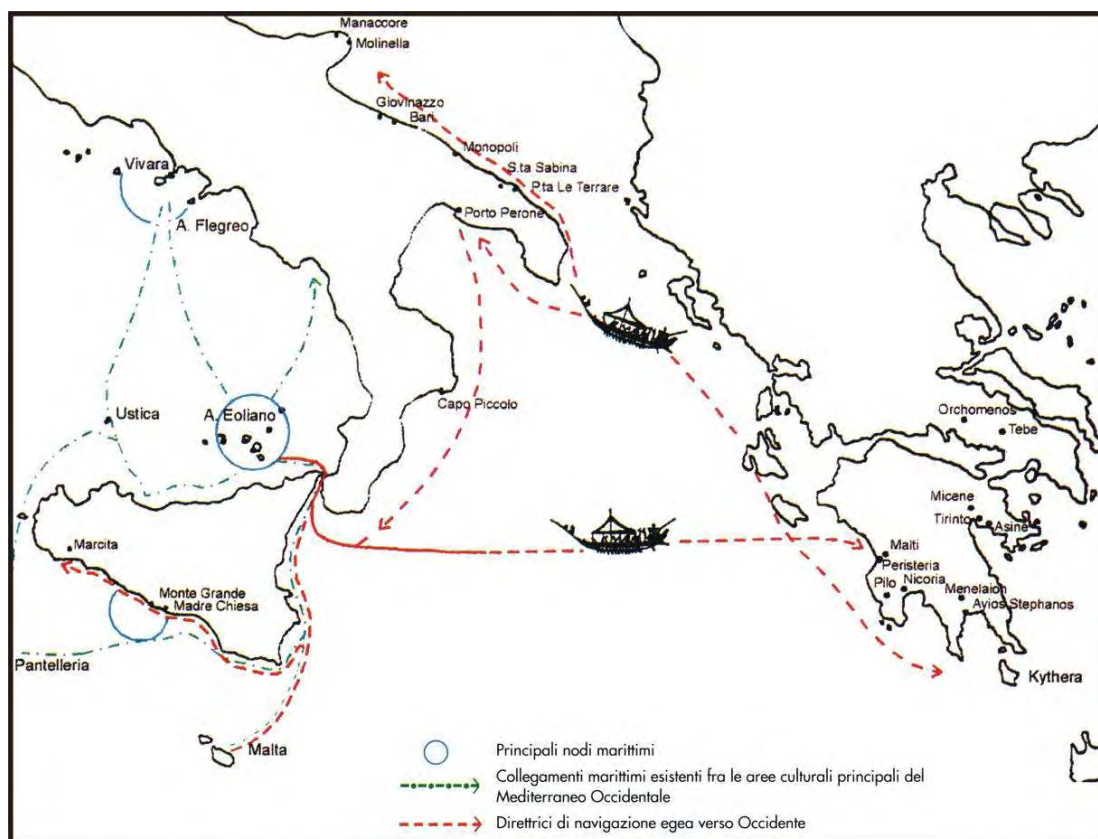 Manaccore
Molinella
Giovinazzo
Bari
Monopoli
S.ta Sabina
P.ta Le Terrare
Vivara
A. Flegreo
Porto Perone
Ustica
A. Eoliano
Capo Piccolo
Orchomenos
Tebe
Micene
Tirinto
Asine
Marcita
Malti
Peristeria
Nicoria
Pilo
Menelaion
Ayios Stephanos
Monte Grande
Madre Chiesa
Pantelleria
Kythera
Malta
Principali nodi marittimi
Collegamenti marittimi esistenti fra le aree culturali principali del
Mediterraneo Occidentale
Direttrici di navigazione egea verso Occidente